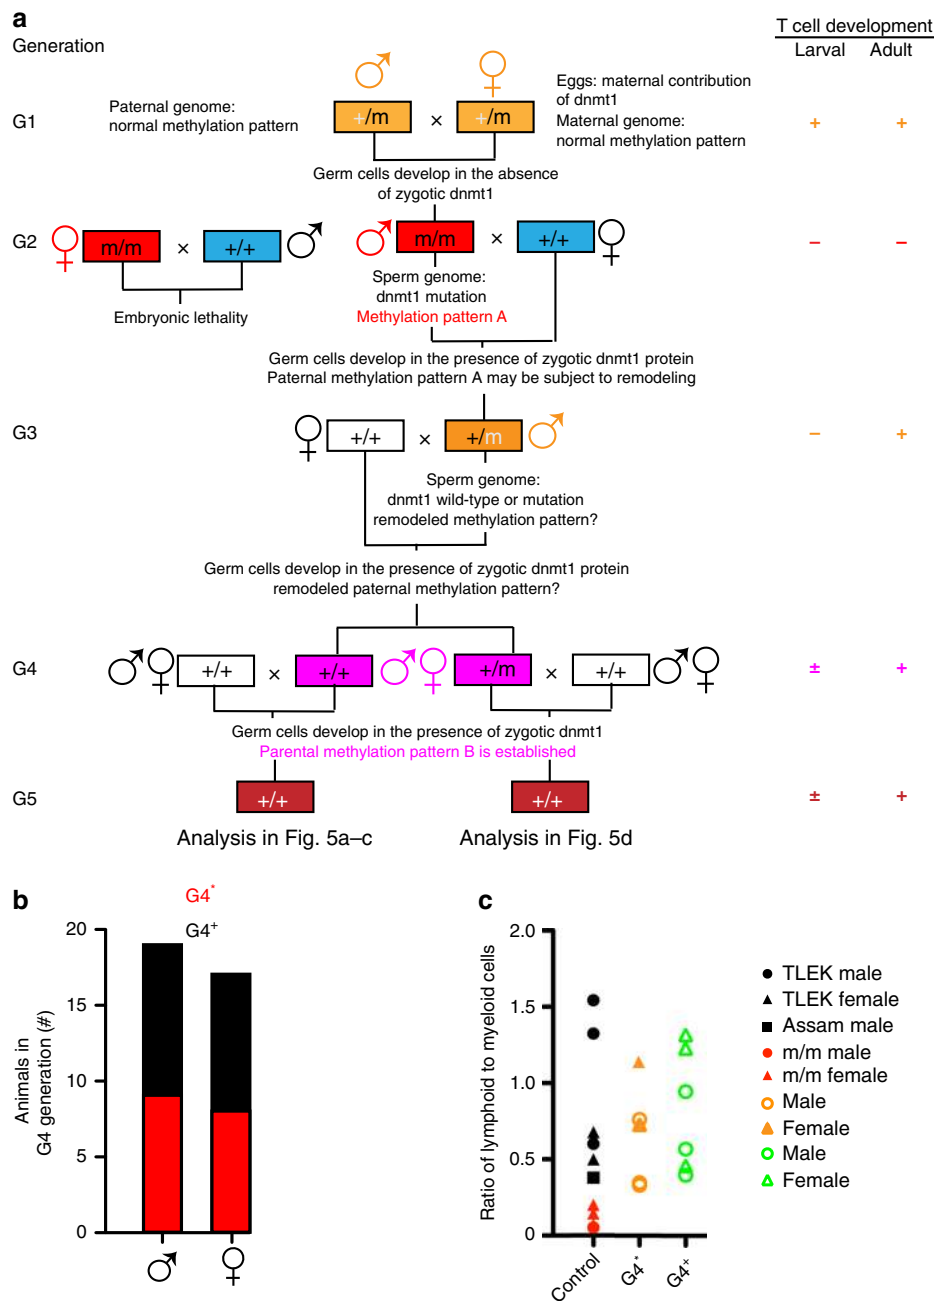 a
T cell development
Generation
Larval Adult
G1
Paternal genome:
normal methylation pattern
+/m × +/m
Eggs: maternal contribution
of dnmt1
Maternal genome:
normal methylation pattern
+ +
Germ cells develop in the absence
of zygotic dnmt1
G2
m/m × +/+
m/m × +/+
– –
Embryonic lethality
Sperm genome:
dnmt1 mutation
Methylation pattern A
Germ cells develop in the presence of zygotic dnmt1 protein
Paternal methylation pattern A may be subject to remodeling
G3
+/+ × +/m
– +
Sperm genome:
dnmt1 wild-type or mutation
remodeled methylation pattern?
Germ cells develop in the presence of zygotic dnmt1 protein
remodeled paternal methylation pattern?
G4
+/+ × +/+
+/m × +/+
± +
Germ cells develop in the presence of zygotic dnmt1
Parental methylation pattern B is established
G5
+/+
+/+
± +
Analysis in Fig. 5a–c
Analysis in Fig. 5d
b
G4*
G4+
Animals in
G4 generation (#)
20
15
10
5
0
♂ ♀
c
Ratio of lymphoid to myeloid cells
2.0
1.5
1.0
0.5
0
Control G4* G4+
TLEK male
TLEK female
Assam male
m/m male
m/m female
Male
Female
Male
Female